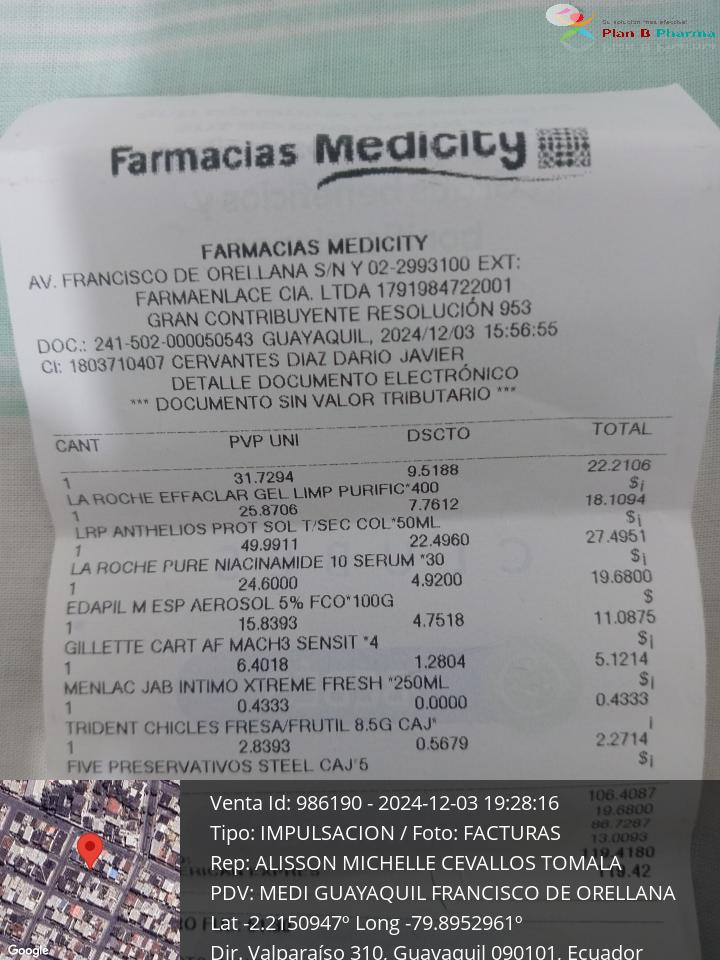 Su solución más efectiva!
Plan B Pharma
Farmacias Medicity
FARMACIAS MEDICITY
AV. FRANCISCO DE ORELLANA S/N Y 02-2993100 EXT:
FARMAENLACE CIA. LTDA 1791984722001
GRAN CONTRIBUYENTE RESOLUCIÓN 953
DOC.: 241-502-000050543 GUAYAQUIL, 2024/12/03 15:56:55
CI: 1803710407 CERVANTES DIAZ DARIO JAVIER
DETALLE DOCUMENTO ELECTRÓNICO
*** DOCUMENTO SIN VALOR TRIBUTARIO ***
CANT PVP UNI DSCTO TOTAL
1 31.7294 9.5188 22.2106
LA ROCHE EFFACLAR GEL LIMP PURIFIC*400 $¡
1 25.8706 7.7612 18.1094
LRP ANTHELIOS PROT SOL T/SEC COL*50ML $¡
1 49.9911 22.4960 27.4951
LA ROCHE PURE NIACINAMIDE 10 SERUM *30 $¡
1 24.6000 4.9200 19.6800
EDAPIL M ESP AEROSOL 5% FCO*100G $
1 15.8393 4.7518 11.0875
GILLETTE CART AF MACH3 SENSIT *4 $¡
1 6.4018 1.2804 5.1214
MENLAC JAB INTIMO XTREME FRESH *250ML $¡
1 0.4333 0.0000 0.4333
TRIDENT CHICLES FRESA/FRUTIL 8.5G CAJ* ¡
1 2.8393 0.5679 2.2714
FIVE PRESERVATIVOS STEEL CAJ*5 $¡
106.4087
19.6800
86.7287
13.0093
119.4180
119.42
Venta Id: 986190 - 2024-12-03 19:28:16
Tipo: IMPULSACION / Foto: FACTURAS
Rep: ALISSON MICHELLE CEVALLOS TOMALA
PDV: MEDI GUAYAQUIL FRANCISCO DE ORELLANA
Lat -2.2150947º Long -79.8952961º
Dir. Valparaíso 310, Guayaquil 090101, Ecuador
Google